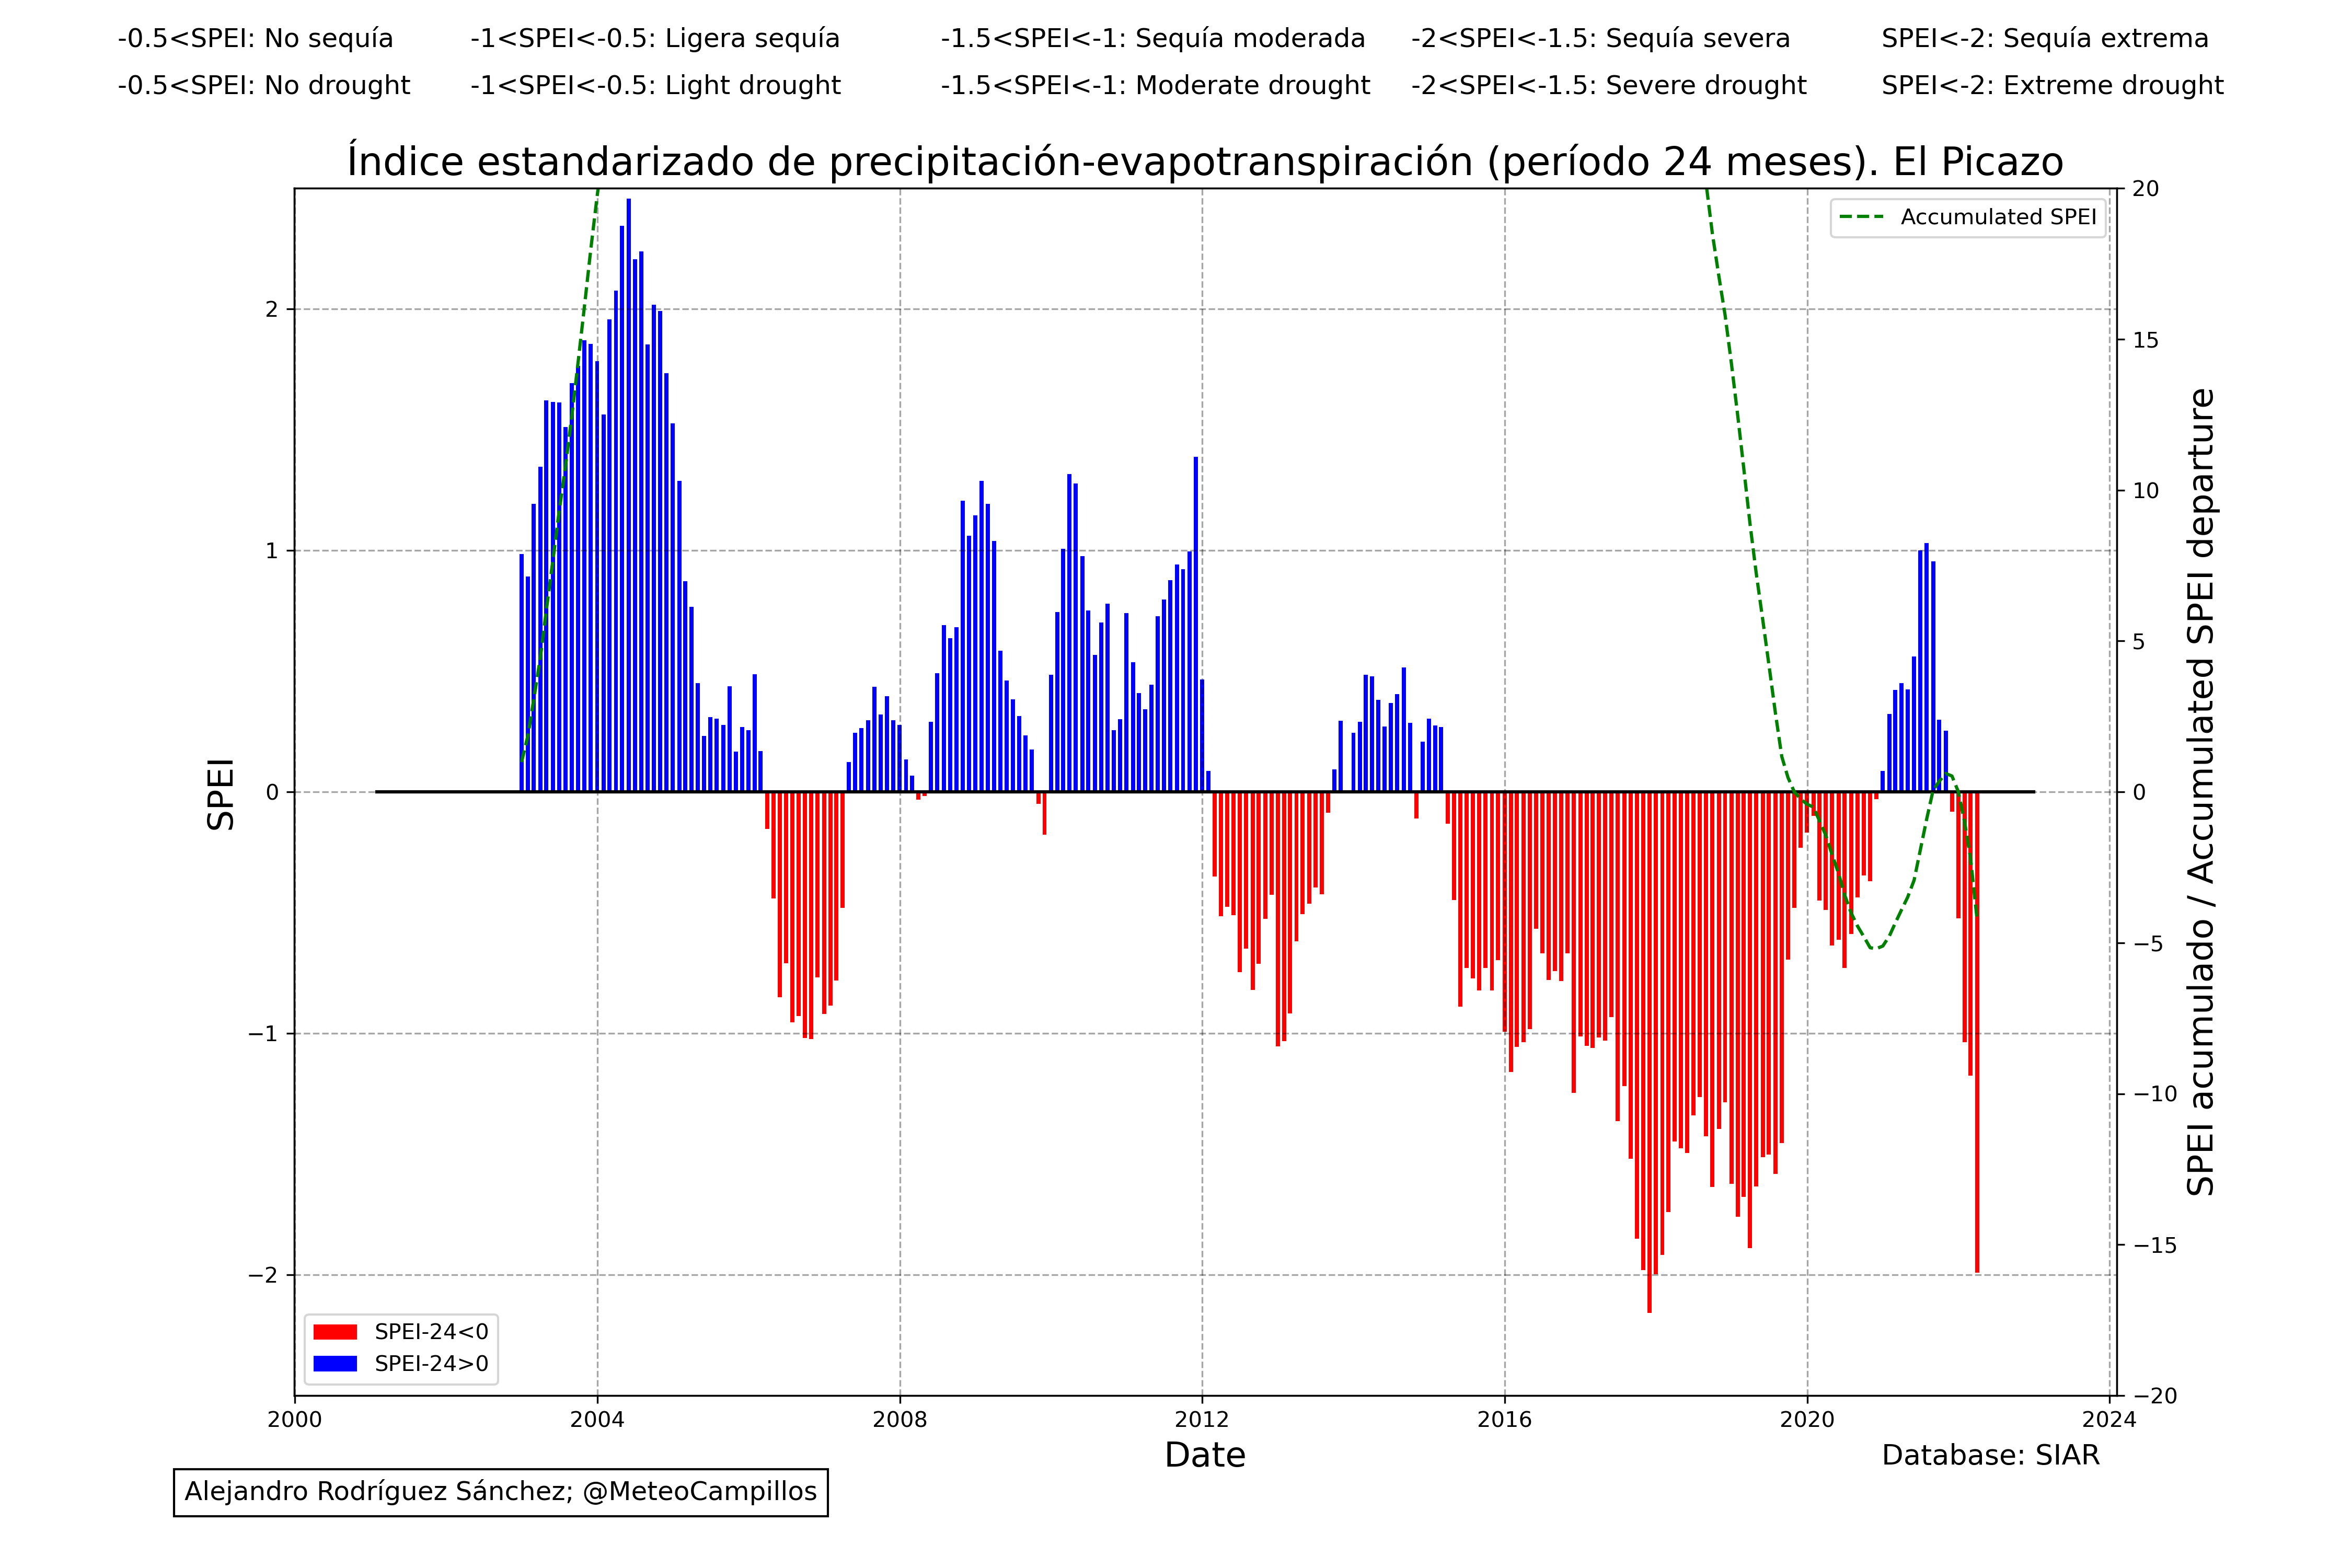 -0.5<SPEI: No sequía
-1<SPEI<-0.5: Ligera sequía
-1.5<SPEI<-1: Sequía moderada
-2<SPEI<-1.5: Sequía severa
SPEI<-2: Sequía extrema
-0.5<SPEI: No drought
-1<SPEI<-0.5: Light drought
-1.5<SPEI<-1: Moderate drought
-2<SPEI<-1.5: Severe drought
SPEI<-2: Extreme drought
Índice estandarizado de precipitación-evapotranspiración (período 24 meses). El Picazo
Accumulated SPEI
SPEI
2
1
0
−1
−2
20
15
10
5
0
−5
−10
−15
−20
SPEI acumulado / Accumulated SPEI departure
SPEI-24<0
SPEI-24>0
2000
2004
2008
2012
2016
2020
2024
Date
Database: SIAR
Alejandro Rodríguez Sánchez; @MeteoCampillos